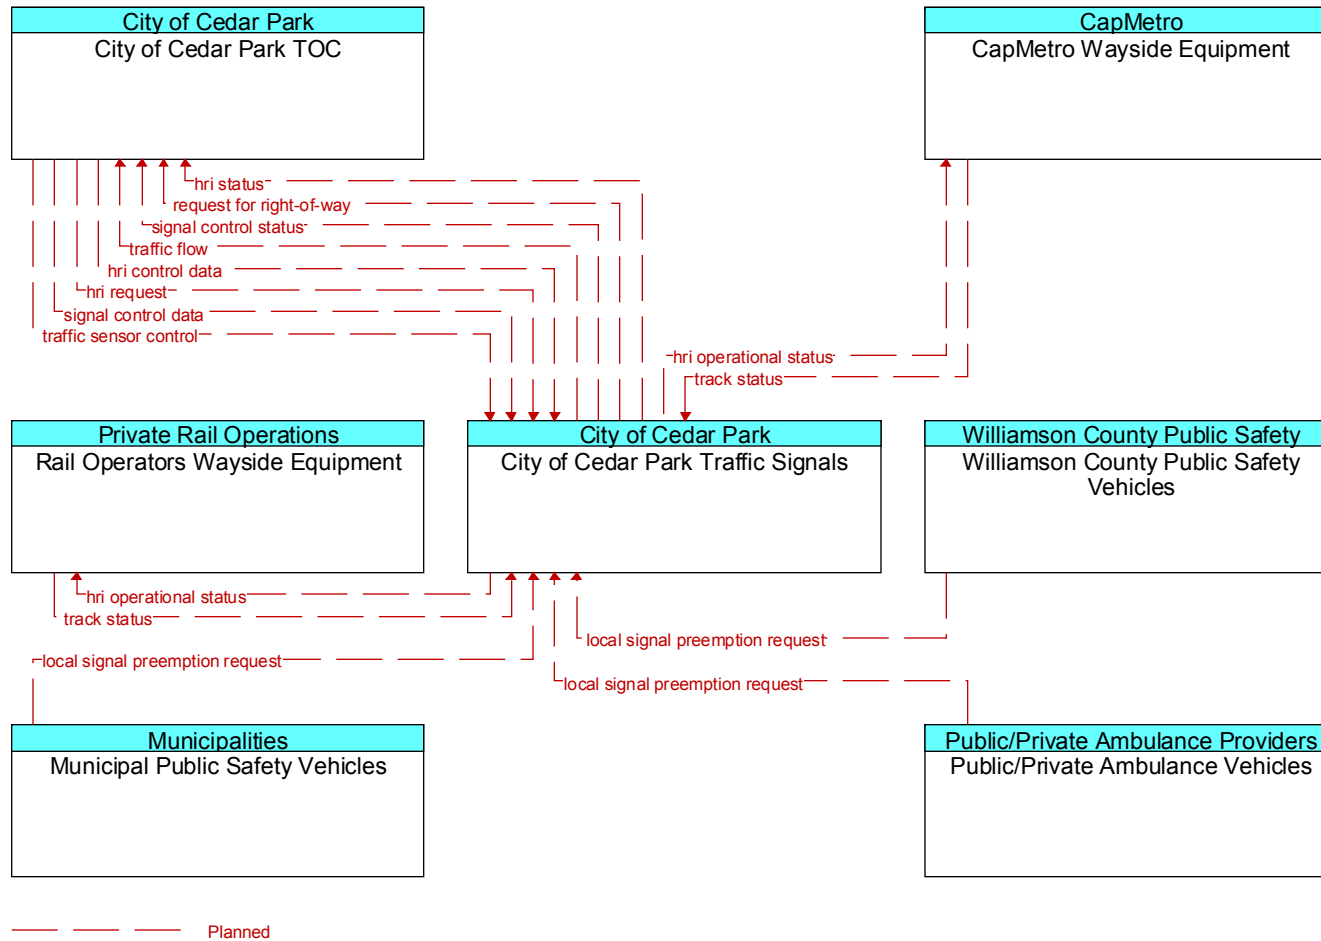 City of Cedar Park
City of Cedar Park TOC
CapMetro
CapMetro Wayside Equipment
hri status
request for right-of-way
signal control status
traffic flow
hri control data
hri request
signal control data
traffic sensor control
hri operational status
track status
Private Rail Operations
Rail Operators Wayside Equipment
City of Cedar Park
City of Cedar Park Traffic Signals
Williamson County Public Safety
Williamson County Public Safety
Vehicles
hri operational status
track status
local signal preemption request
local signal preemption request
local signal preemption request
Municipalities
Municipal Public Safety Vehicles
Public/Private Ambulance Providers
Public/Private Ambulance Vehicles
Planned